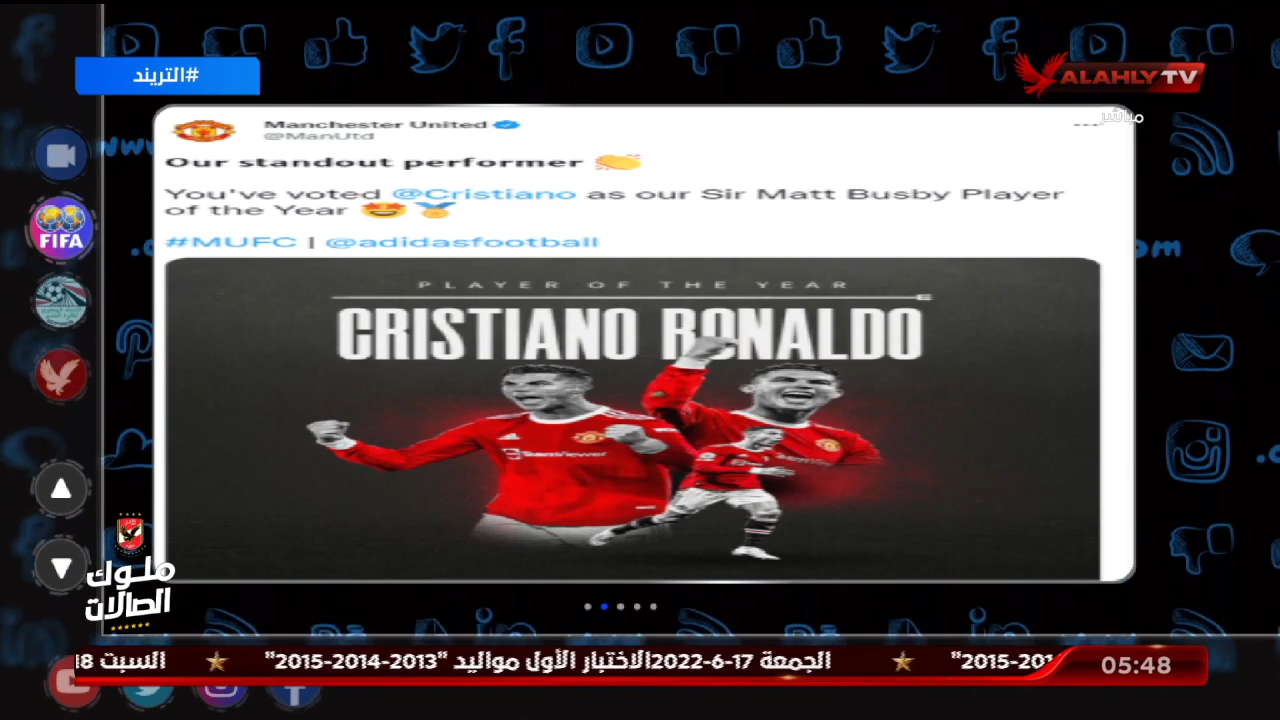 #التريند
ALAHLY TV
مباشر
Manchester United
@ManUtd
Our standout performer
You've voted @Cristiano as our Sir Matt Busby Player
of the Year
#MUFC | @adidasfootball
PLAYER OF THE YEAR
CRISTIANO RONALDO
TeamViewer
FIFA
ملوك
الصالات
الجمعة 17-6-2022الاختبار الأول مواليد "2013-2014-2015"
السبت
05:48